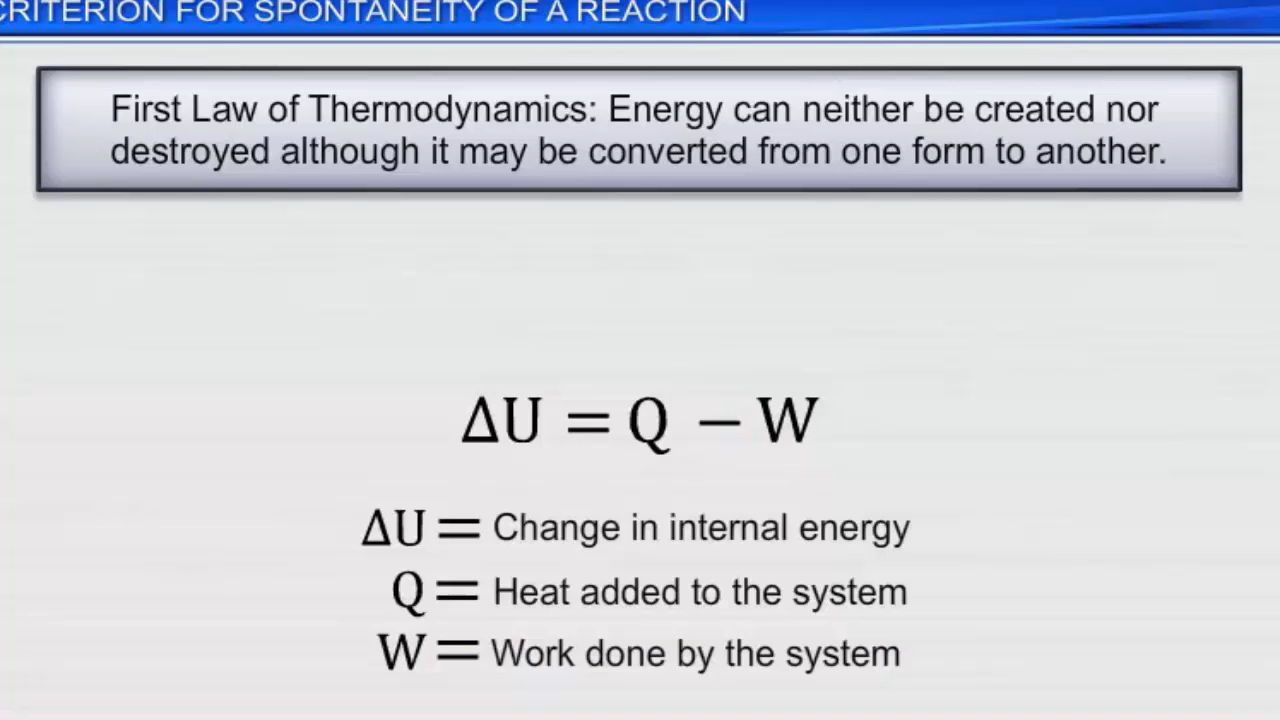 CRITERION FOR SPONTANEITY OF A REACTION
First Law of Thermodynamics: Energy can neither be created nor
destroyed although it may be converted from one form to another.
ΔU = Q − W
ΔU = Change in internal energy
Q = Heat added to the system
W = Work done by the system